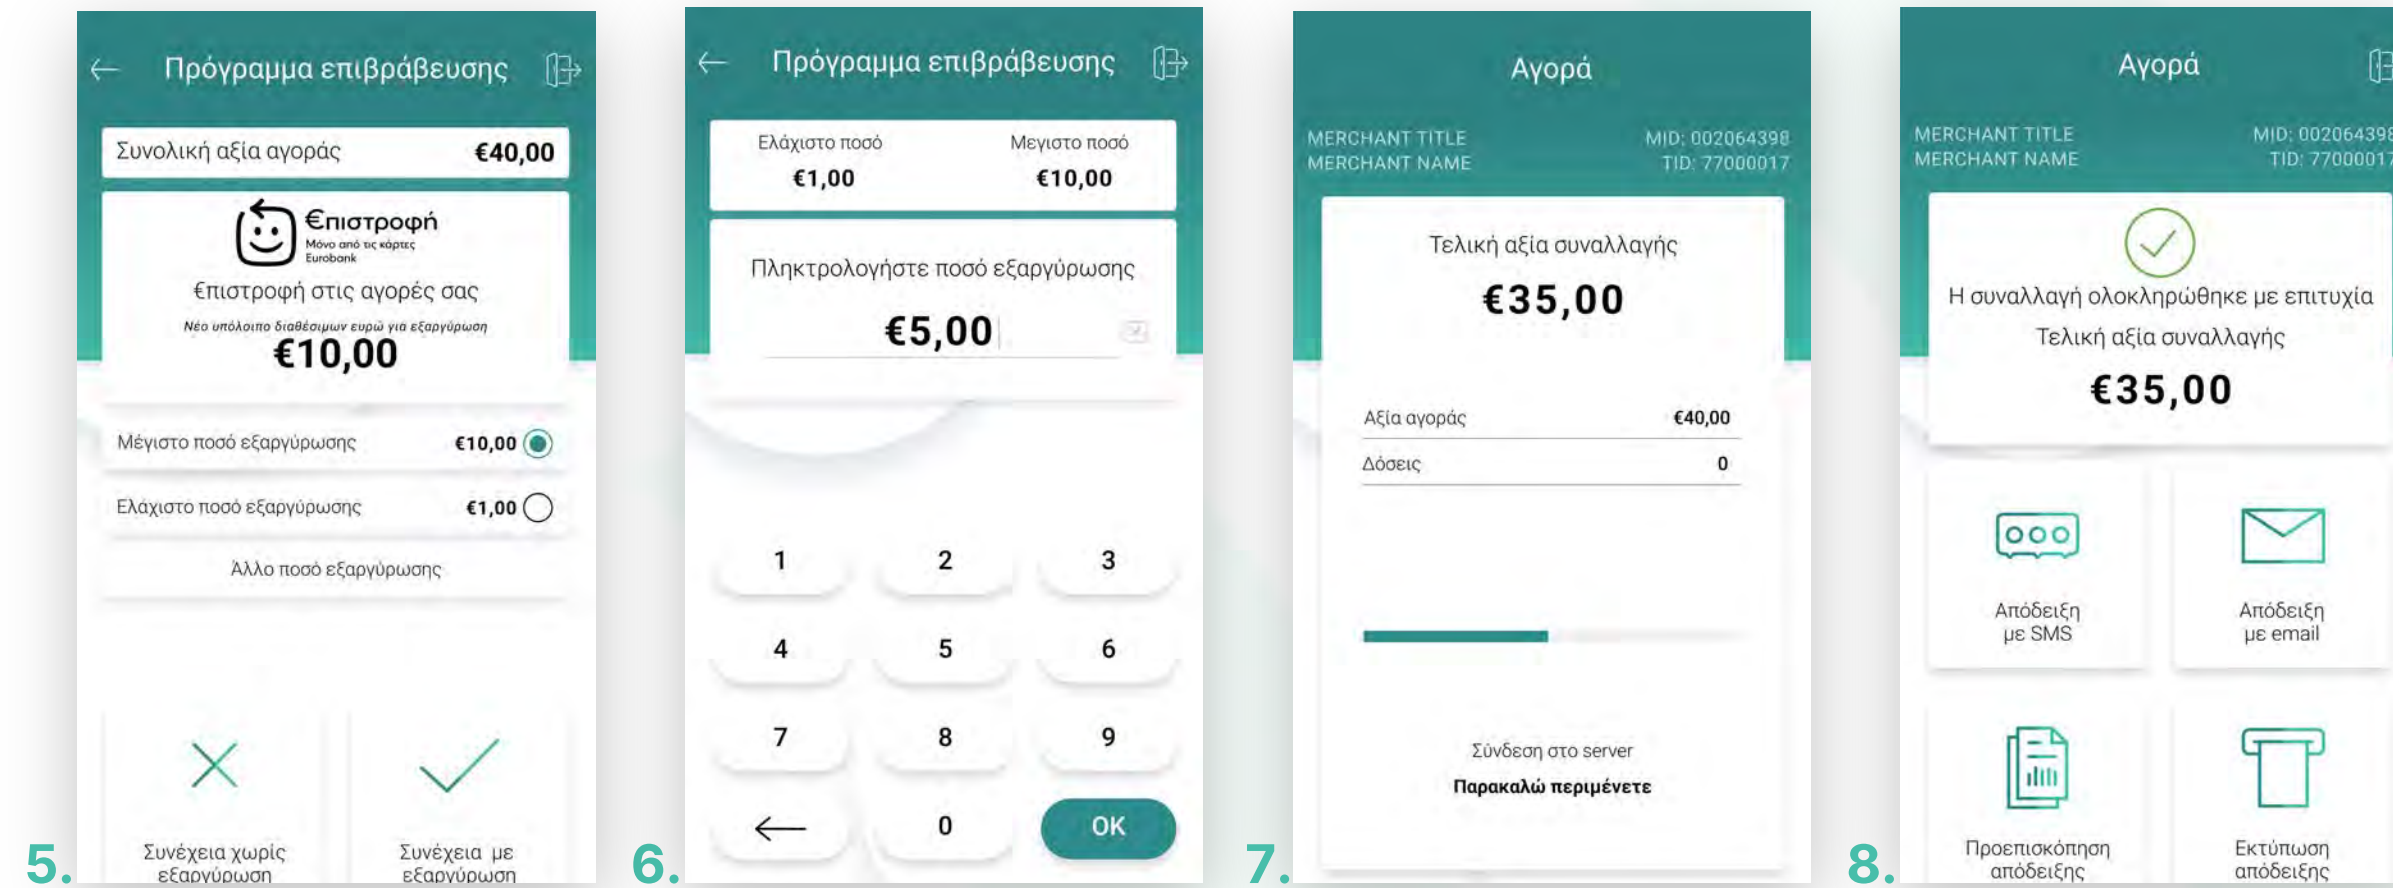 Πρόγραμμα επιβράβευσης
Συνολική αξία αγοράς €40,00
€πιστροφή
Μόνο από τις κάρτες
Eurobank
€πιστροφή στις αγορές σας
Νέο υπόλοιπο διαθέσιμων ευρώ για εξαργύρωση
€10,00
Μέγιστο ποσό εξαργύρωσης €10,00
Ελάχιστο ποσό εξαργύρωσης €1,00
Άλλο ποσό εξαργύρωσης
Συνέχεια χωρίς
εξαργύρωση
Συνέχεια με
εξαργύρωση
5.
Πρόγραμμα επιβράβευσης
Ελάχιστο ποσό Μεγιστο ποσό
€1,00 €10,00
Πληκτρολογήστε ποσό εξαργύρωσης
€5,00
1 2 3
4 5 6
7 8 9
0 OK
6.
Αγορά
MERCHANT TITLE MID: 002064398
MERCHANT NAME TID: 77000017
Τελική αξία συναλλαγής
€35,00
Αξία αγοράς €40,00
Δόσεις 0
Σύνδεση στο server
Παρακαλώ περιμένετε
7.
Αγορά
MERCHANT TITLE MID: 002064398
MERCHANT NAME TID: 77000017
Η συναλλαγή ολοκληρώθηκε με επιτυχία
Τελική αξία συναλλαγής
€35,00
Απόδειξη
με SMS
Απόδειξη
με email
Προεπισκόπηση
απόδειξης
Εκτύπωση
απόδειξης
8.